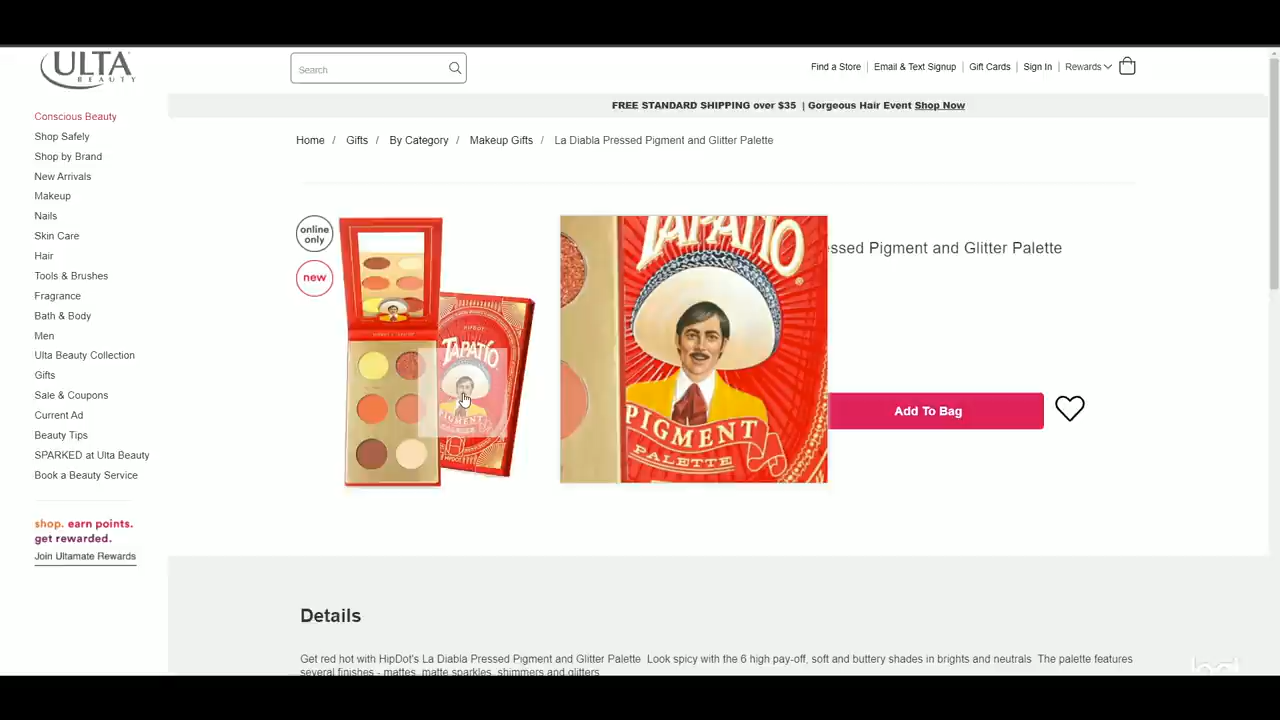 ULTA
BEAUTY
Search
Find a Store
Email & Text Signup
Gift Cards
Sign In
Rewards
FREE STANDARD SHIPPING over $35 | Gorgeous Hair Event Shop Now
Conscious Beauty
Shop Safely
Shop by Brand
New Arrivals
Makeup
Nails
Skin Care
Hair
Tools & Brushes
Fragrance
Bath & Body
Men
Ulta Beauty Collection
Gifts
Sale & Coupons
Current Ad
Beauty Tips
SPARKED at Ulta Beauty
Book a Beauty Service
shop. earn points.
get rewarded.
Join Ultamate Rewards
Home / Gifts / By Category / Makeup Gifts / La Diabla Pressed Pigment and Glitter Palette
online
only
new
HIPDOT
TAPATÍO
PIGMENT
TAPATÍO
PIGMENT
PALETTE
ssed Pigment and Glitter Palette
Add To Bag
Details
Get red hot with HipDot's La Diabla Pressed Pigment and Glitter Palette Look spicy with the 6 high pay-off, soft and buttery shades in brights and neutrals The palette features
several finishes - mattes, matte sparkles, shimmers and glitters